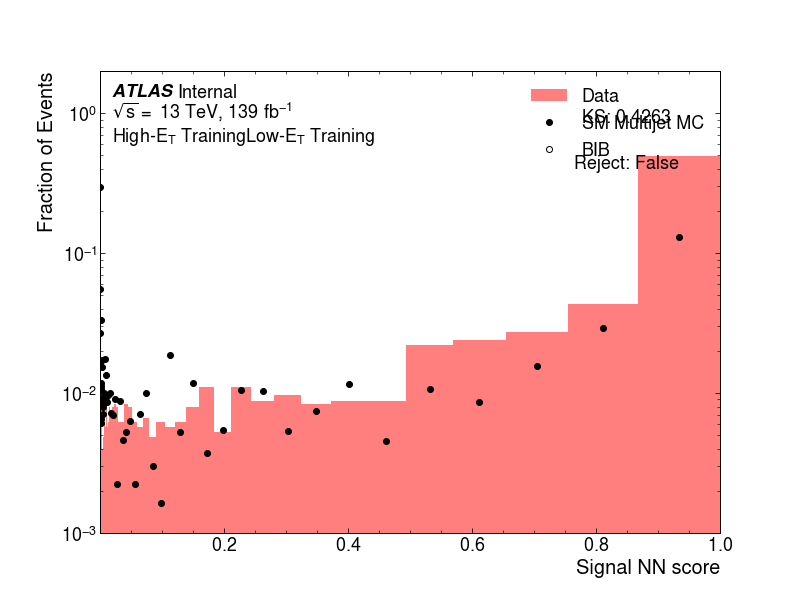 Fraction of Events
ATLAS Internal
√s = 13 TeV, 139 fb⁻¹
High-E_T TrainingLow-E_T Training
Data
KS: 0.4263
SM Multijet MC
BIB
Reject: False
10⁰
10⁻¹
10⁻²
10⁻³
0.2 0.4 0.6 0.8 1.0
Signal NN score